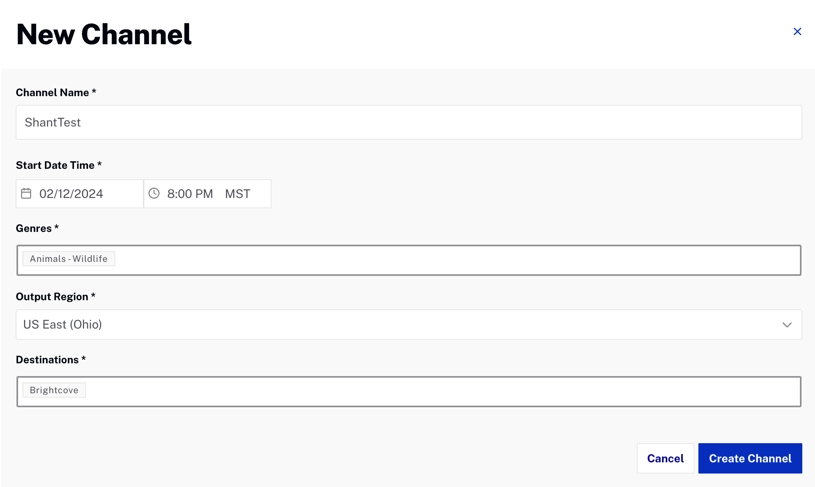 New Channel
Channel Name *
ShantTest
Start Date Time *
02/12/2024 8:00 PM MST
Genres *
Animals - Wildlife
Output Region *
US East (Ohio)
Destinations *
Brightcove
Cancel Create Channel